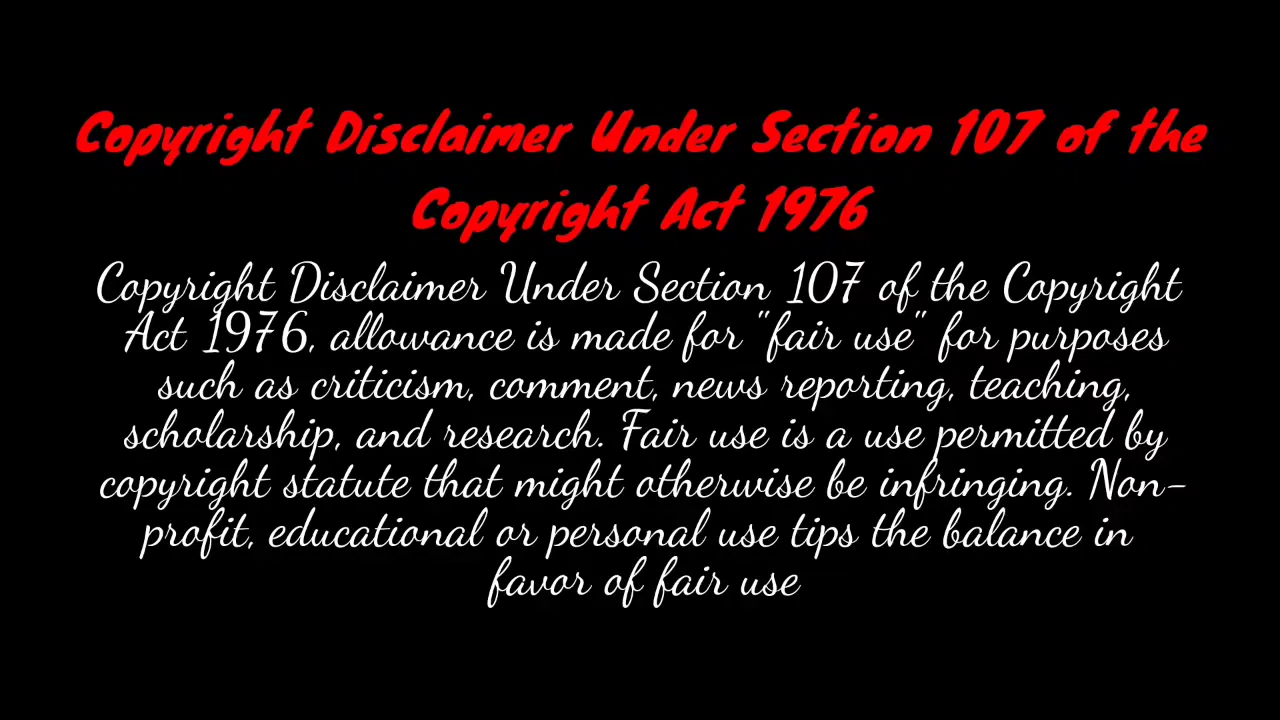 Copyright Disclaimer Under Section 107 of the
Copyright Act 1976
Copyright Disclaimer Under Section 107 of the Copyright
Act 1976, allowance is made for "fair use" for purposes
such as criticism, comment, news reporting, teaching,
scholarship, and research. Fair use is a use permitted by
copyright statute that might otherwise be infringing. Non-
profit, educational or personal use tips the balance in
favor of fair use